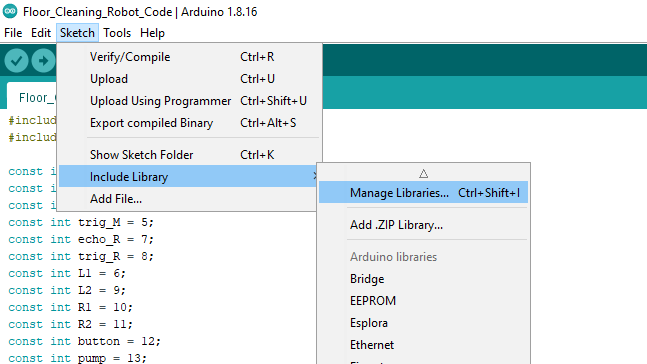 Floor_Cleaning_Robot_Code | Arduino 1.8.16
File Edit Sketch Tools Help
Verify/Compile Ctrl+R
Upload Ctrl+U
Upload Using Programmer Ctrl+Shift+U
Export compiled Binary Ctrl+Alt+S
Show Sketch Folder Ctrl+K
Include Library
Add File...
Manage Libraries... Ctrl+Shift+I
Add .ZIP Library...
Arduino libraries
Bridge
EEPROM
Esplora
Ethernet
Floor_
#includ
#includ
const in
const in
const int trig_M = 5;
const int echo_R = 7;
const int trig_R = 8;
const int L1 = 6;
const int L2 = 9;
const int R1 = 10;
const int R2 = 11;
const int button = 12;
const int pump = 13;